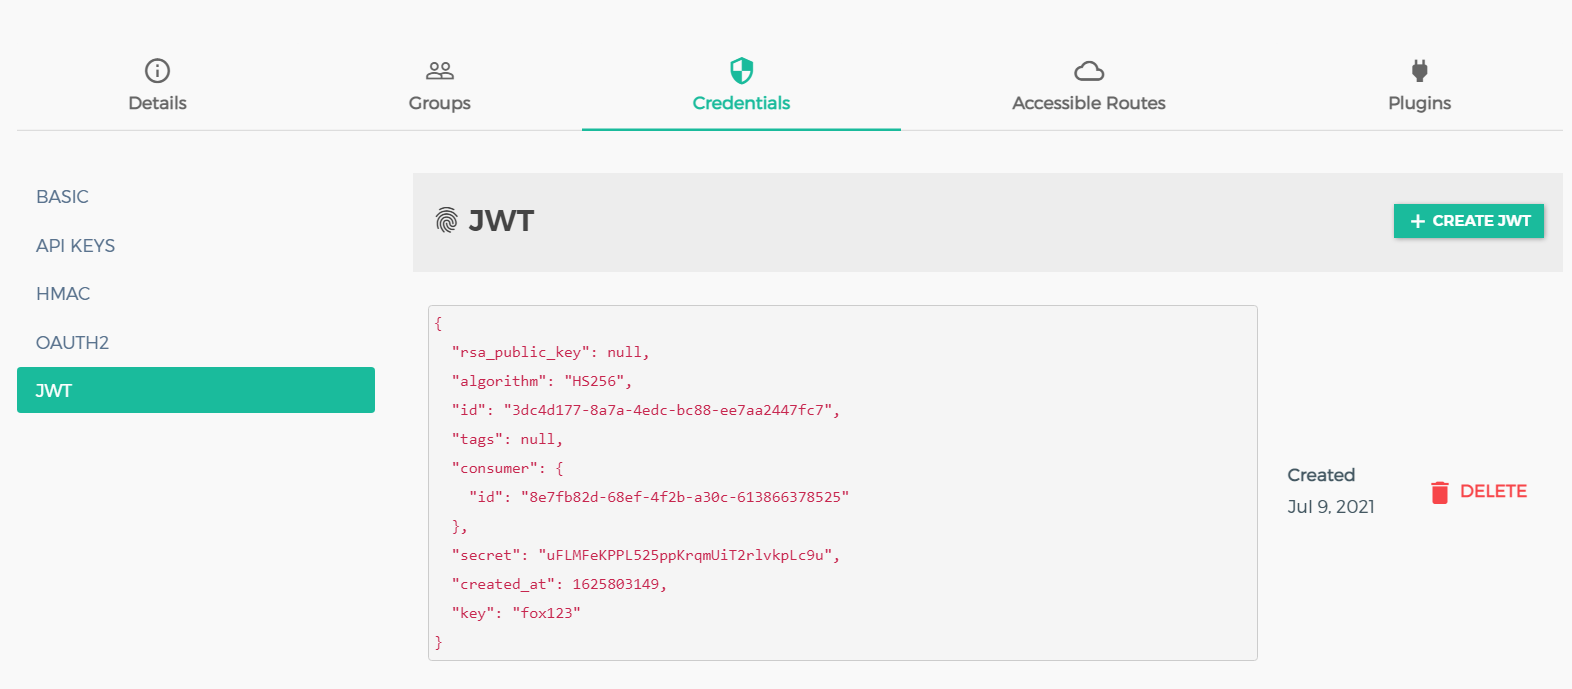 Details
Groups
Credentials
Accessible Routes
Plugins
BASIC
API KEYS
HMAC
OAUTH2
JWT
JWT
+ CREATE JWT
{
"rsa_public_key": null,
"algorithm": "HS256",
"id": "3dc4d177-8a7a-4edc-bc88-ee7aa2447fc7",
"tags": null,
"consumer": {
"id": "8e7fb82d-68ef-4f2b-a30c-613866378525"
},
"secret": "uFLMFeKPPL525ppKrqmUiT2rlvkpLc9u",
"created_at": 1625803149,
"key": "fox123"
}
Created
Jul 9, 2021
DELETE